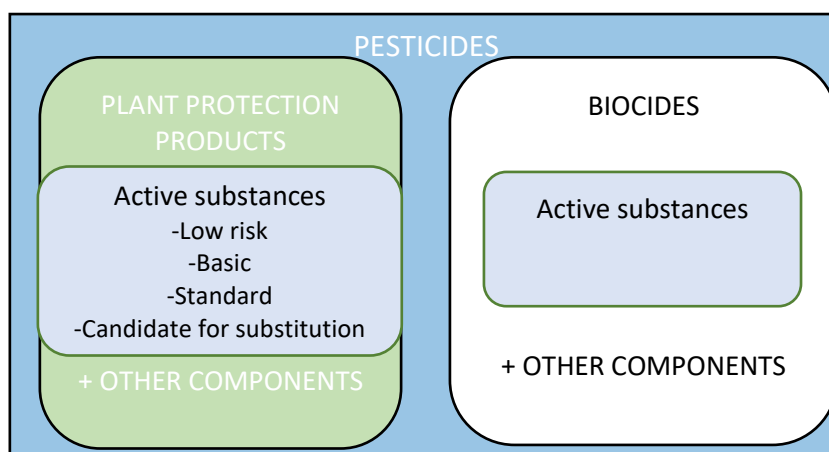 PESTICIDES
PLANT PROTECTION
PRODUCTS
Active substances
-Low risk
-Basic
-Standard
-Candidate for substitution
+ OTHER COMPONENTS
BIOCIDES
Active substances
+ OTHER COMPONENTS